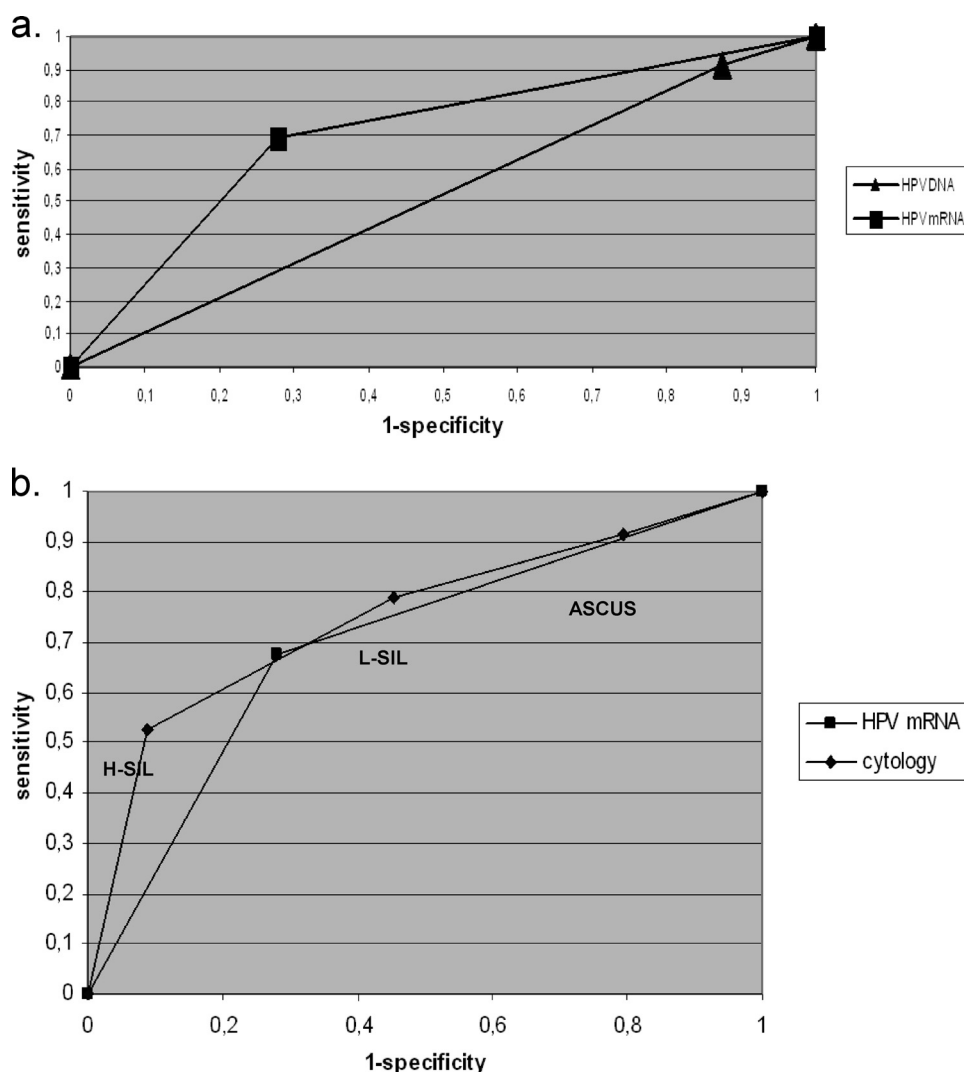 a.
1
0,9
0,8
0,7
0,6
0,5
0,4
0,3
0,2
0,1
0
sensitivity
0 0,1 0,2 0,3 0,4 0,5 0,6 0,7 0,8 0,9 1
1-specificity
HPVDNA
HPVmRNA
b.
1
0,9
0,8
0,7
0,6
0,5
0,4
0,3
0,2
0,1
0
sensitivity
ASCUS
L-SIL
H-SIL
0 0,2 0,4 0,6 0,8 1
1-specificity
HPV mRNA
cytology